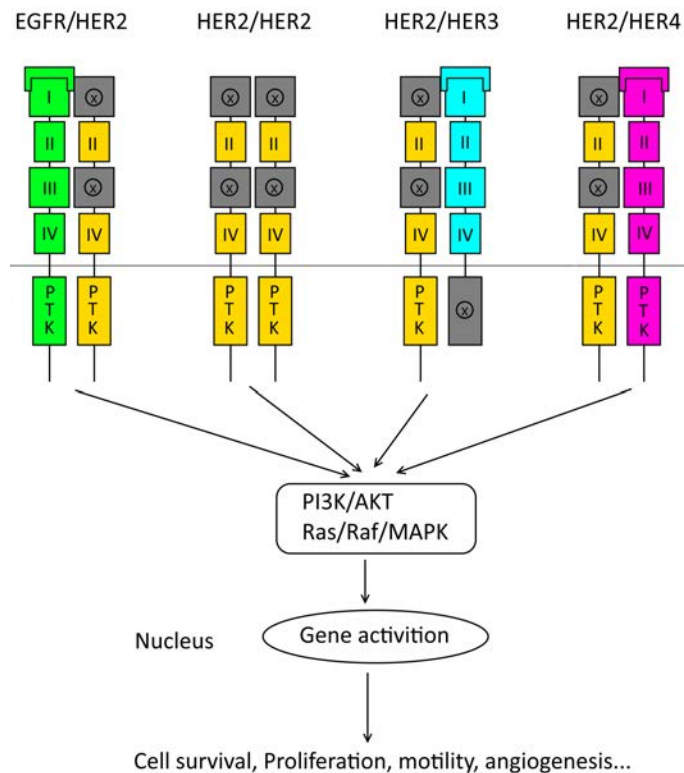 EGFR/HER2 HER2/HER2 HER2/HER3 HER2/HER4
I x x x x I x I
II II II II II II II II
III x x x x III x III
IV IV IV IV IV IV IV IV
PTK PTK PTK PTK PTK x PTK PTK
PI3K/AKT
Ras/Raf/MAPK
Nucleus Gene activition
Cell survival, Proliferation, motility, angiogenesis...